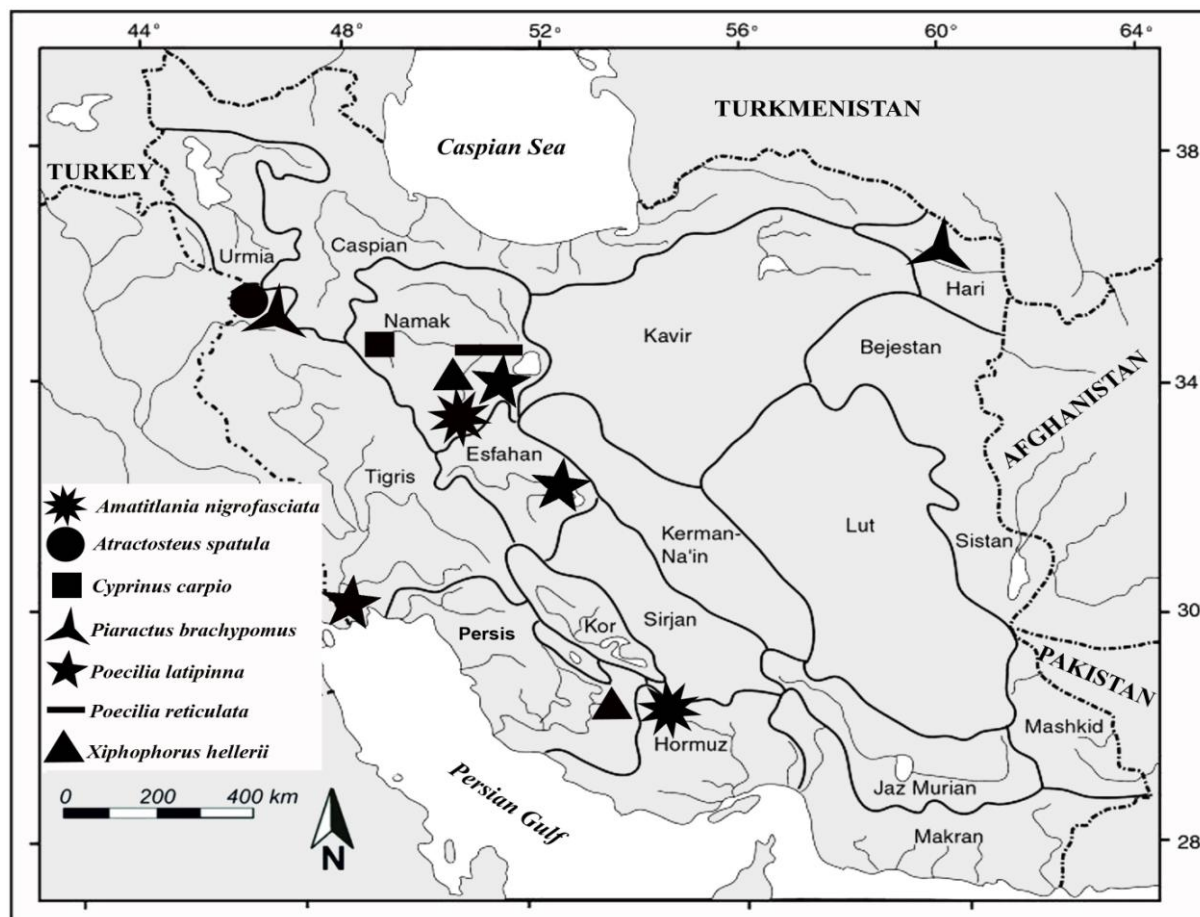 44° 48° 52° 56° 60° 64°
TURKMENISTAN
Caspian Sea
38
TURKEY
Urmia
Caspian
Hari
Namak
Kavir
Bejestan
34
AFGHANISTAN
Esfahan
Tigris
Amatitlania nigrofasciata
Atractosteus spatula
Cyprinus carpio
Piaractus brachypomus
Poecilia latipinna
Poecilia reticulata
Xiphophorus hellerii
Kerman-
Na'in
Lut
Sistan
30
Persis
Kor
Sirjan
PAKISTAN
Mashkid
Hormuz
Persian Gulf
Jaz Murian
Makran
28
0 200 400 km
N